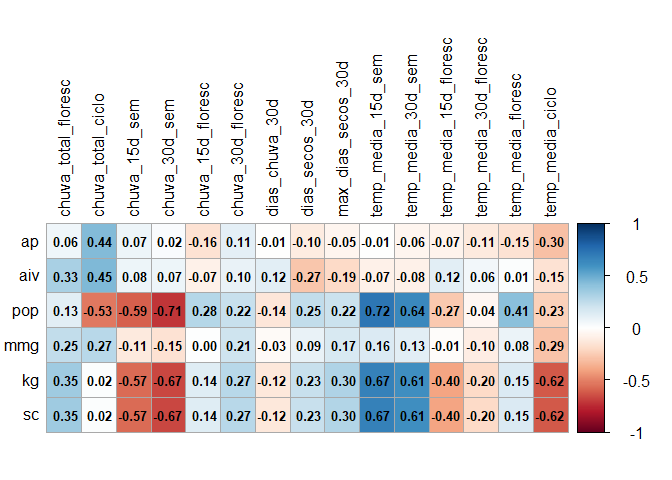 chuva_total_floresc
chuva_total_ciclo
chuva_15d_sem
chuva_30d_sem
chuva_15d_floresc
chuva_30d_floresc
dias_chuva_30d
dias_secos_30d
max_dias_secos_30d
temp_media_15d_sem
temp_media_30d_sem
temp_media_15d_floresc
temp_media_30d_floresc
temp_media_floresc
temp_media_ciclo
ap 0.06 0.44 0.07 0.02 -0.16 0.11 -0.01 -0.10 -0.05 -0.01 -0.06 -0.07 -0.11 -0.15 -0.30
aiv 0.33 0.45 0.08 0.07 -0.07 0.10 0.12 -0.27 -0.19 -0.07 -0.08 0.12 0.06 0.01 -0.15
pop 0.13 -0.53 -0.59 -0.71 0.28 0.22 -0.14 0.25 0.22 0.72 0.64 -0.27 -0.04 0.41 -0.23
mmg 0.25 0.27 -0.11 -0.15 0.00 0.21 -0.03 0.09 0.17 0.16 0.13 -0.01 -0.10 0.08 -0.29
kg 0.35 0.02 -0.57 -0.67 0.14 0.27 -0.12 0.23 0.30 0.67 0.61 -0.40 -0.20 0.15 -0.62
sc 0.35 0.02 -0.57 -0.67 0.14 0.27 -0.12 0.23 0.30 0.67 0.61 -0.40 -0.20 0.15 -0.62
1
0.5
0
-0.5
-1